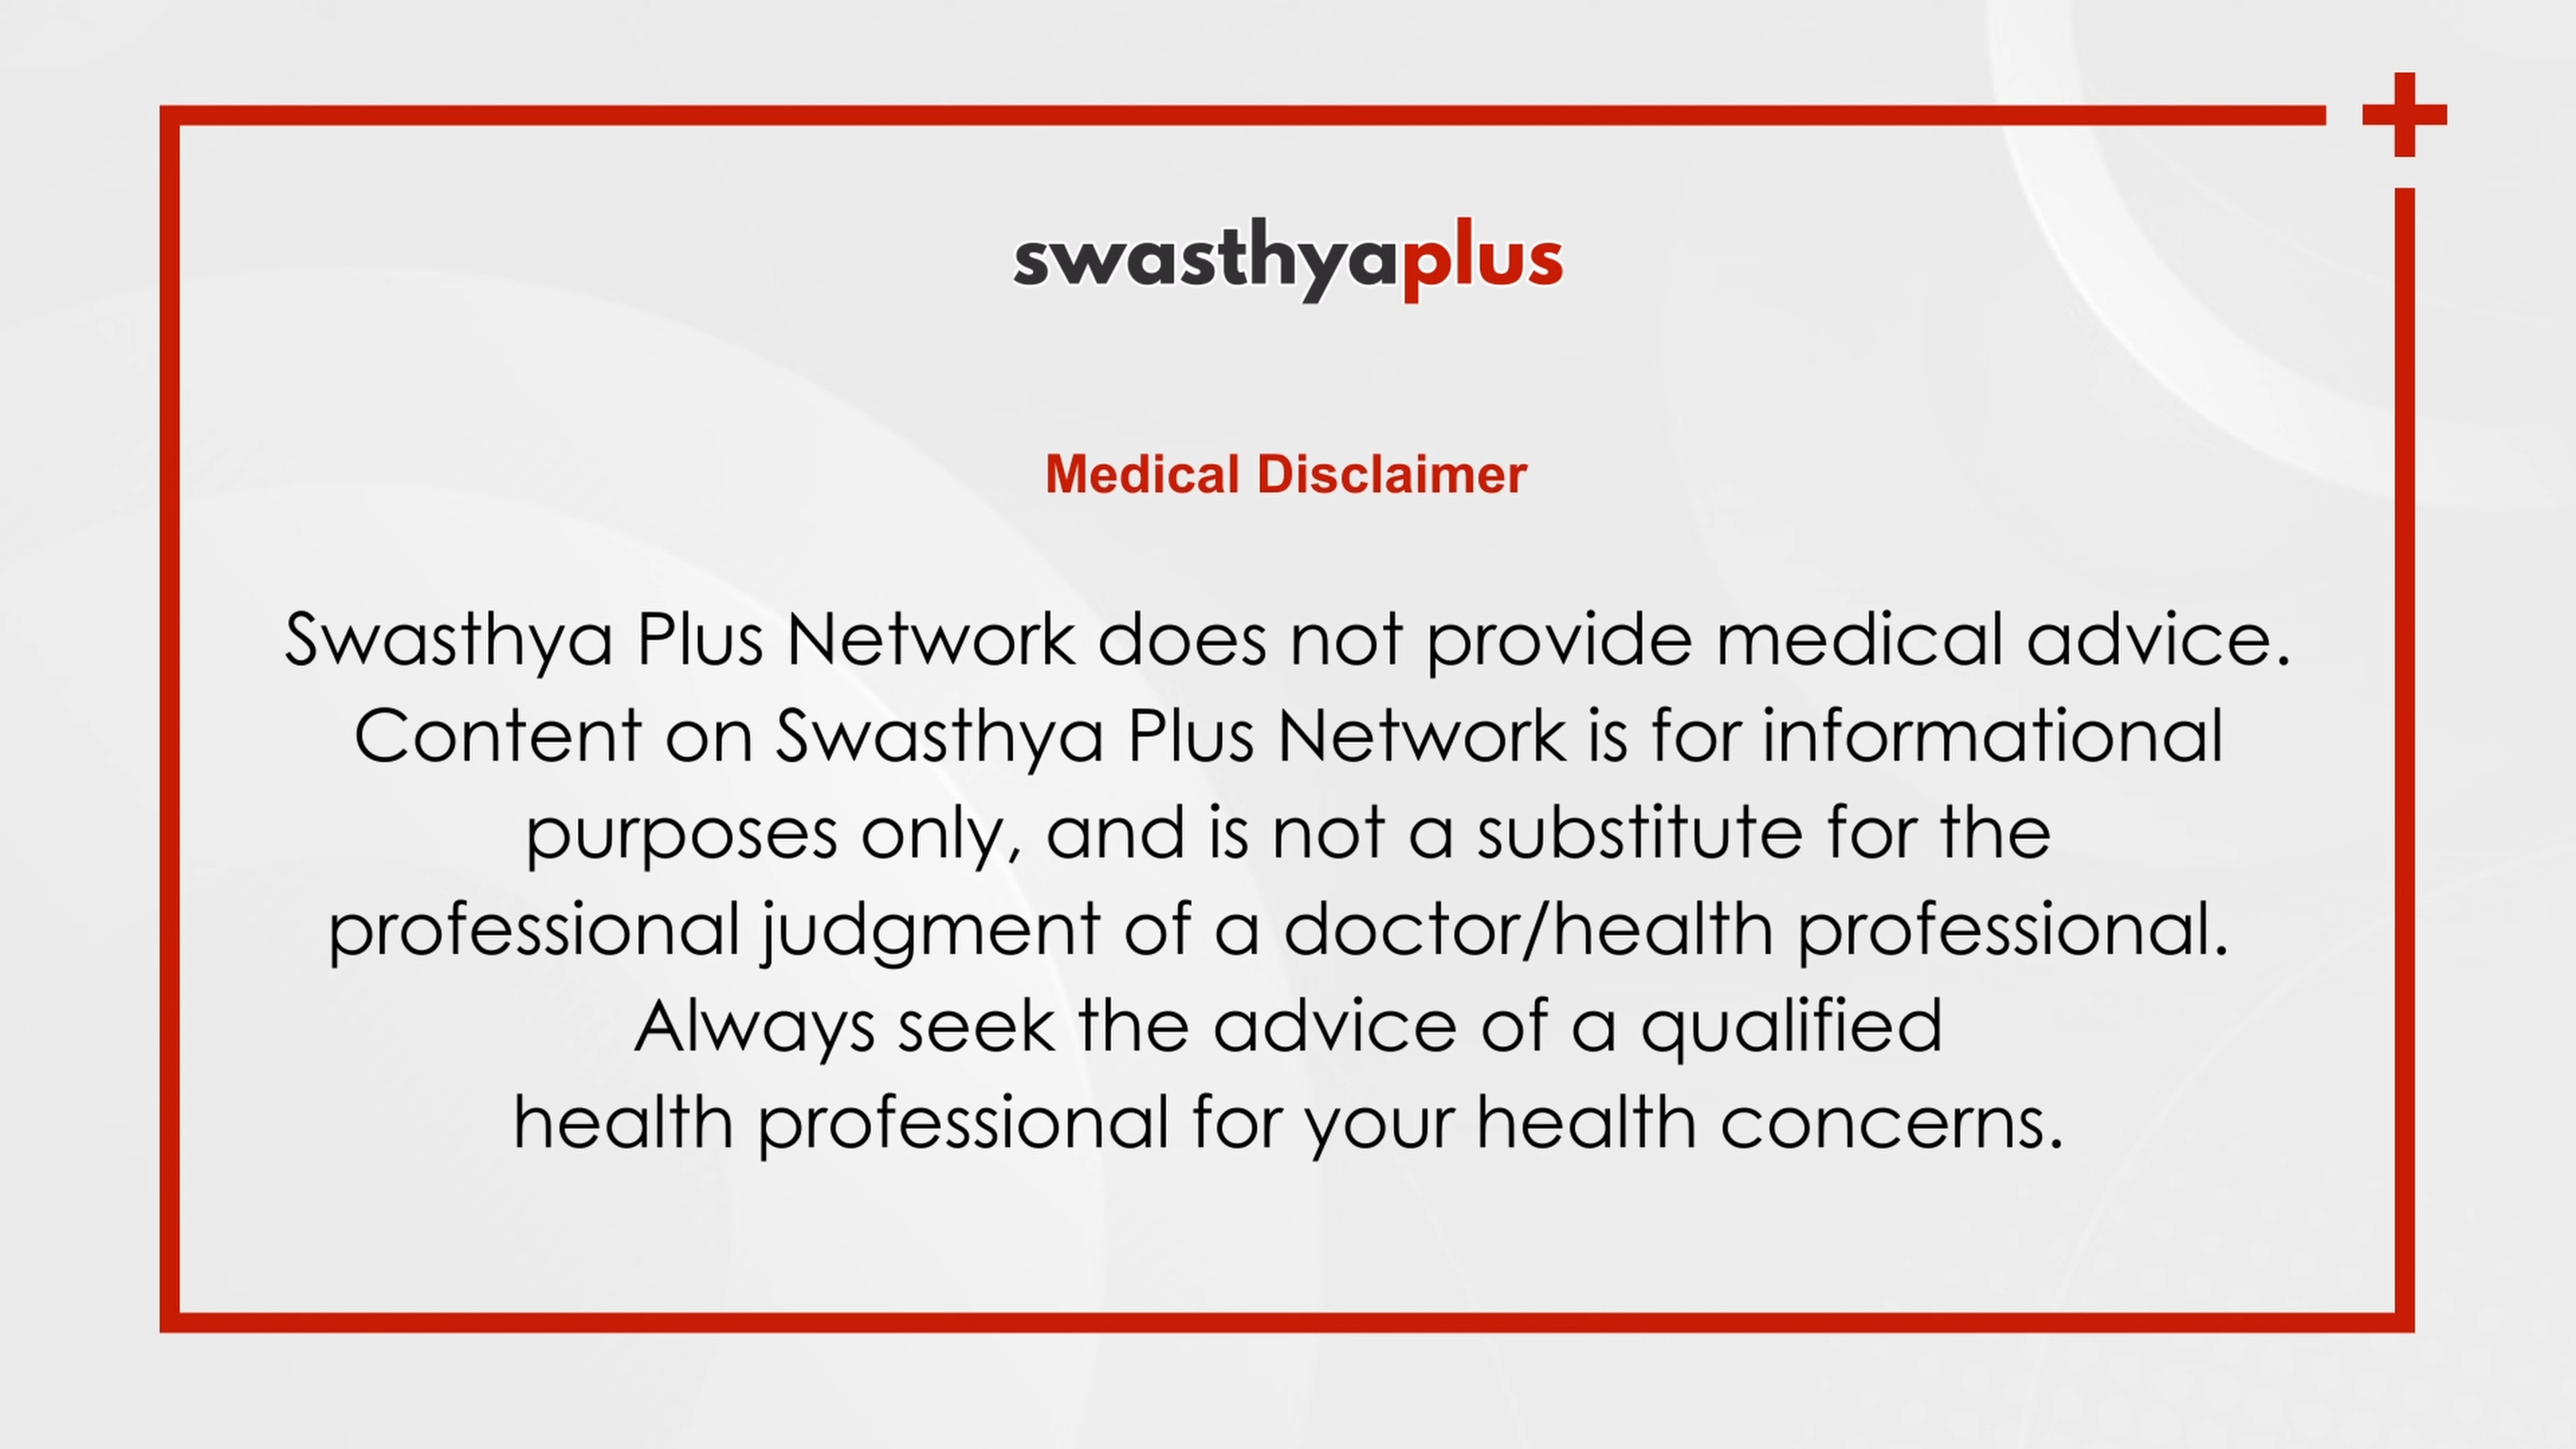 swasthyaplus
Medical Disclaimer
Swasthya Plus Network does not provide medical advice.
Content on Swasthya Plus Network is for informational
purposes only, and is not a substitute for the
professional judgment of a doctor/health professional.
Always seek the advice of a qualified
health professional for your health concerns.